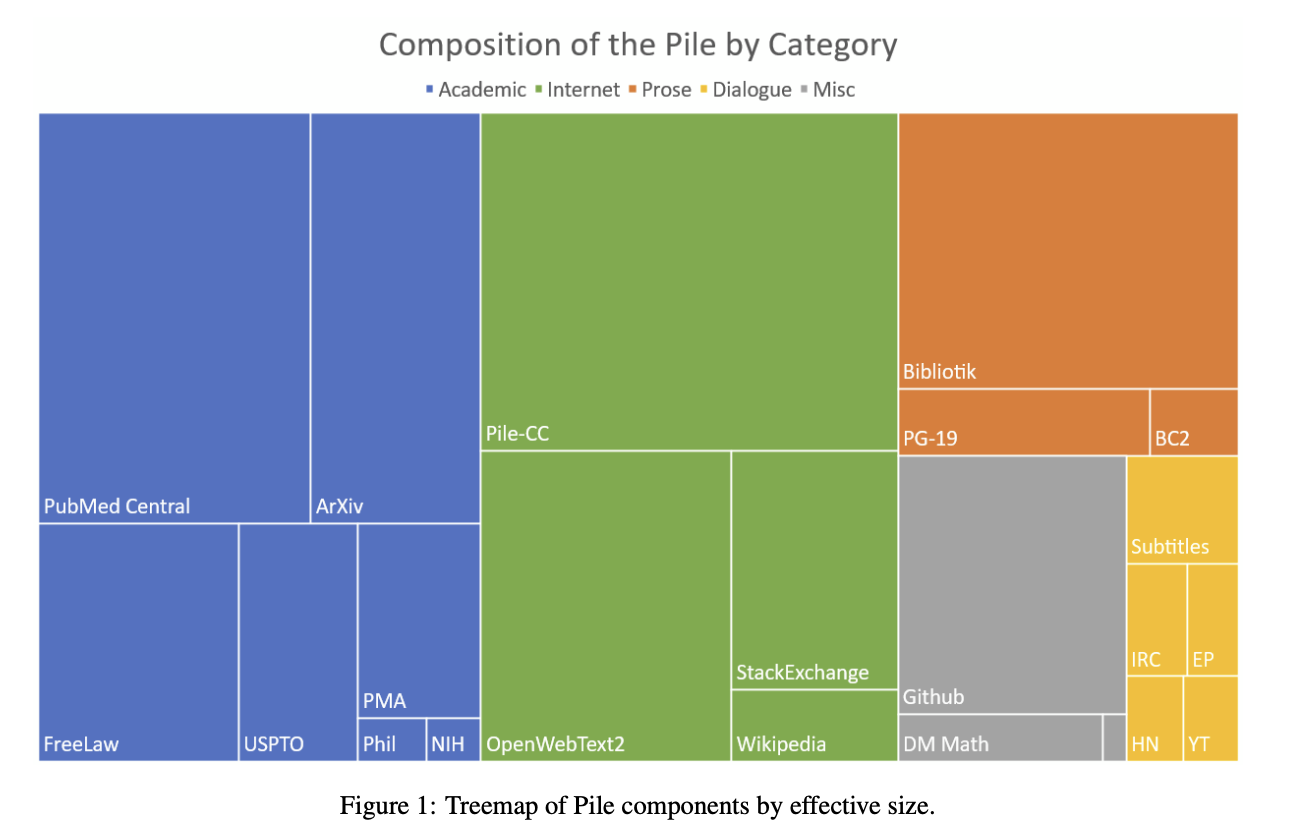 Composition of the Pile by Category
Academic Internet Prose Dialogue Misc
PubMed Central
ArXiv
FreeLaw
USPTO
PMA
Phil
NIH
Pile-CC
OpenWebText2
StackExchange
Wikipedia
Bibliotik
PG-19
BC2
Github
DM Math
Subtitles
IRC
EP
HN
YT
Figure 1: Treemap of Pile components by effective size.